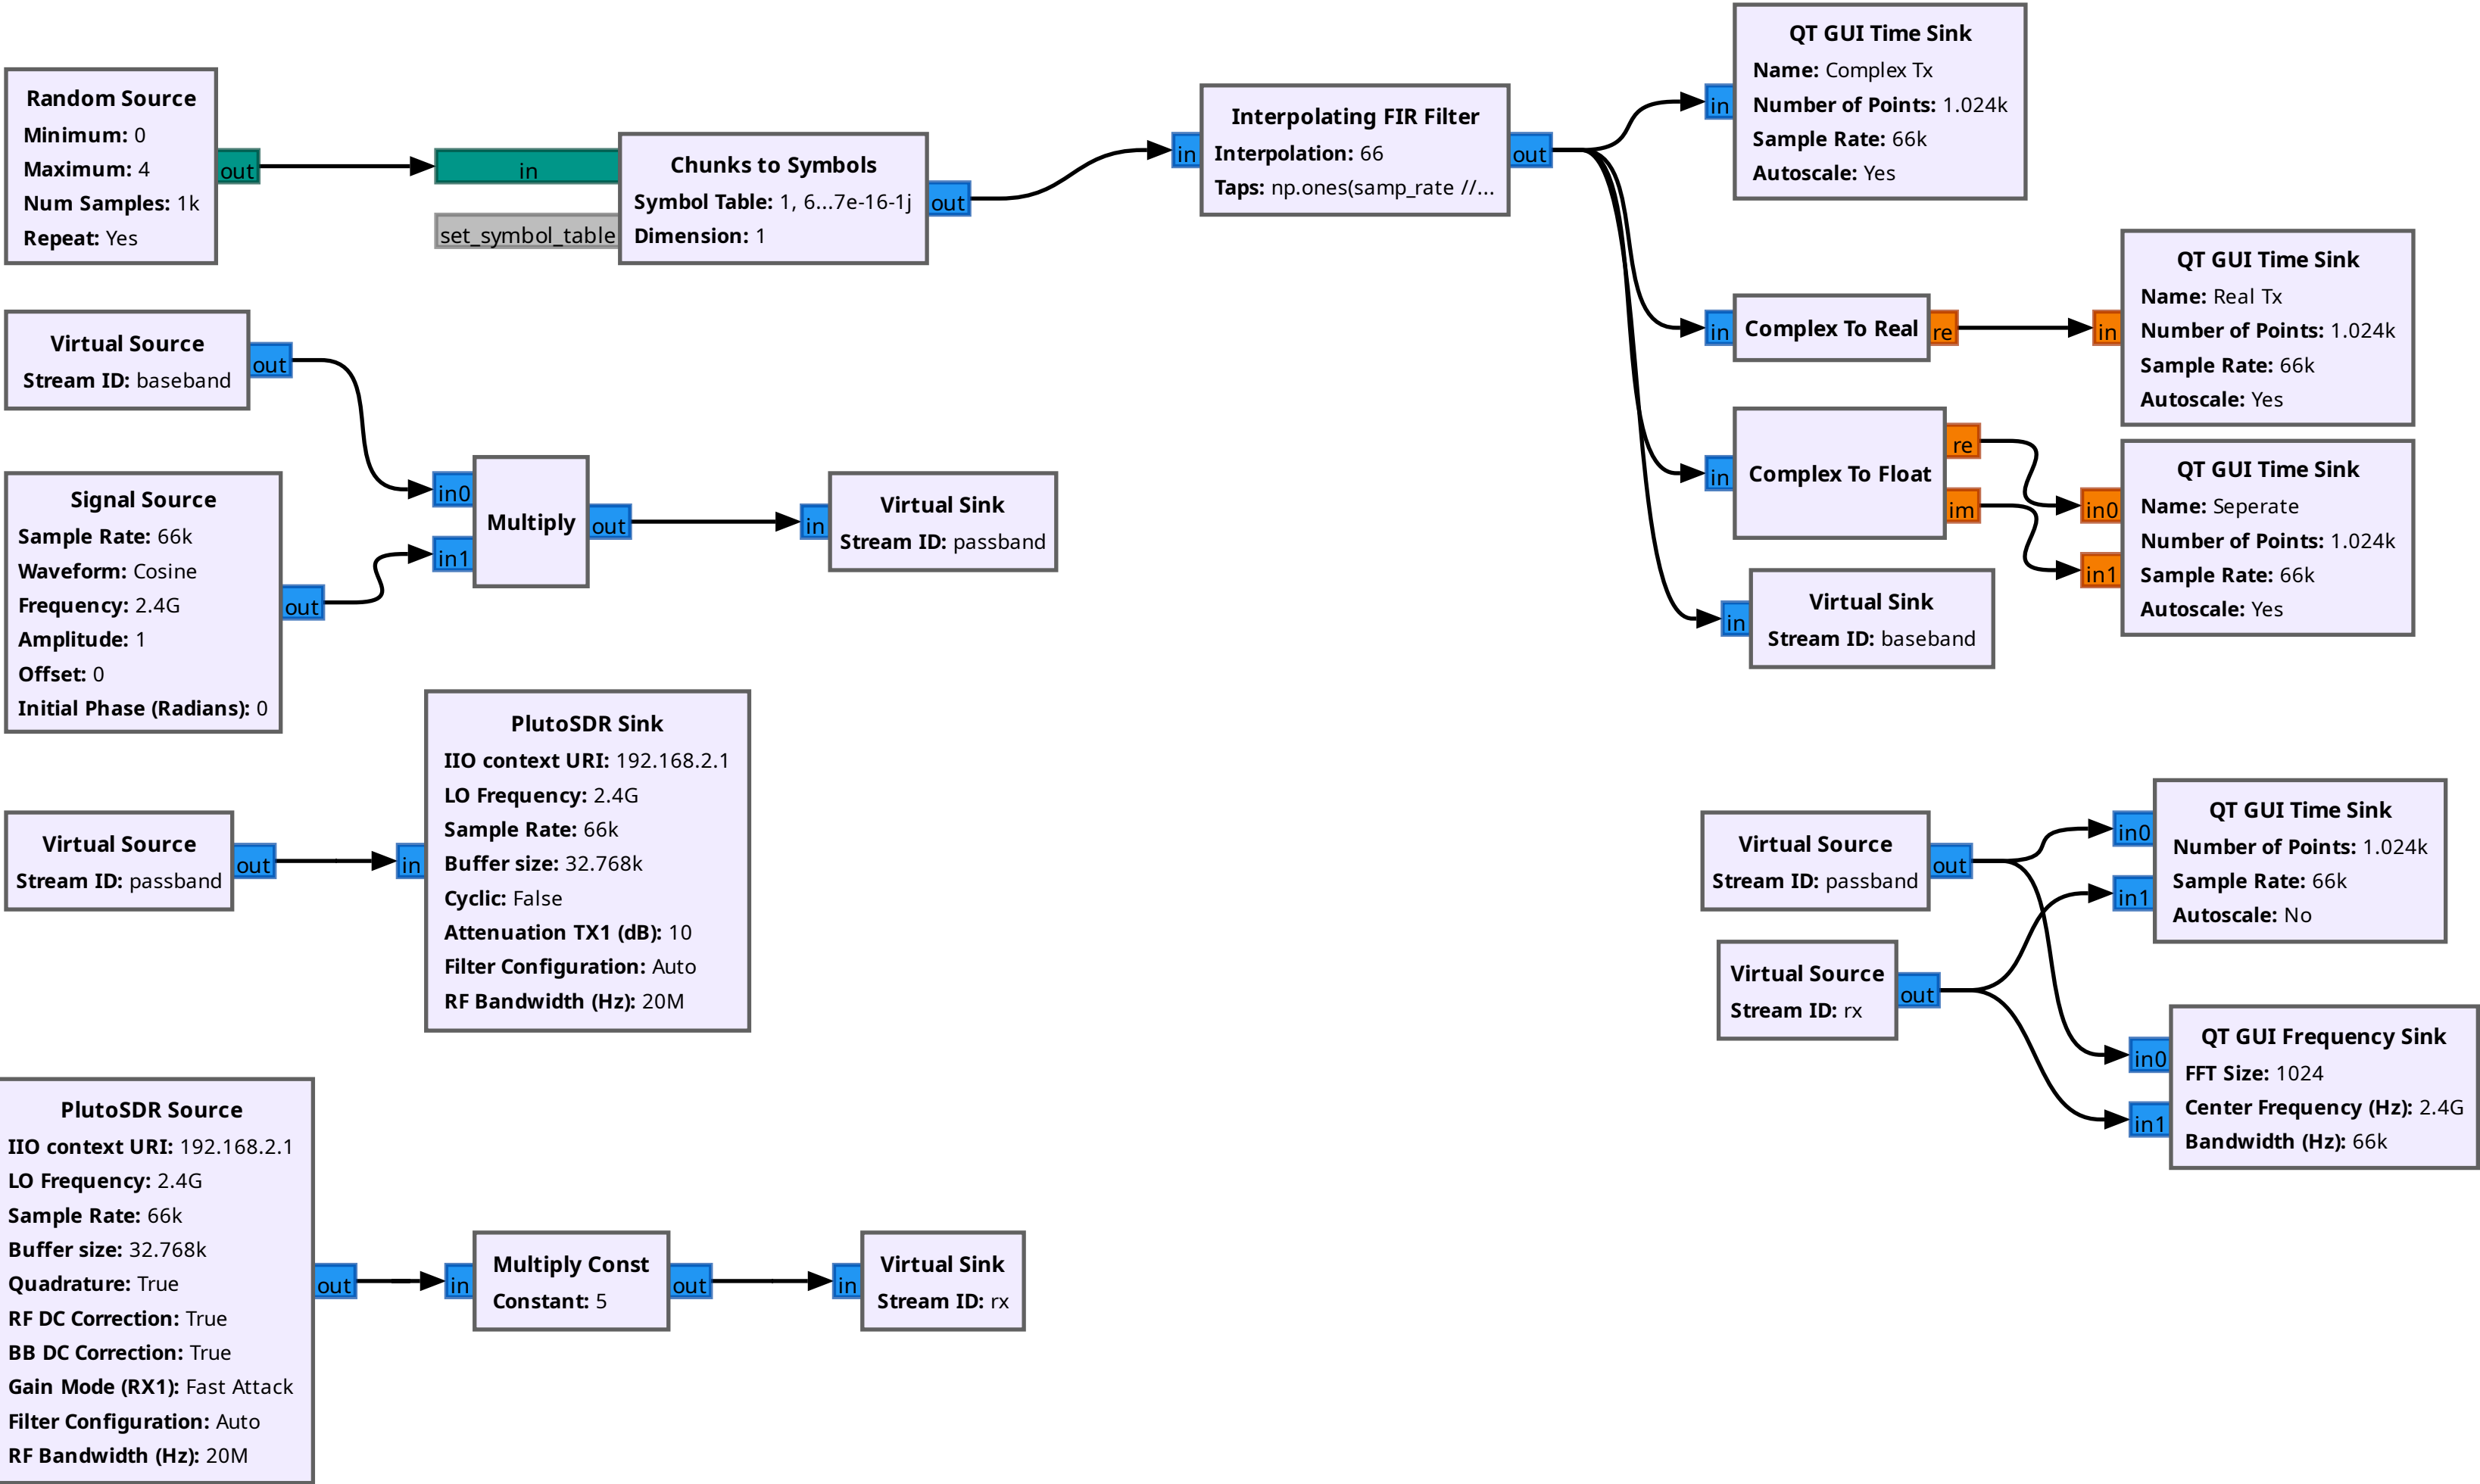 Random Source
Minimum: 0
Maximum: 4
Num Samples: 1k
Repeat: Yes
out
in
set_symbol_table
Chunks to Symbols
Symbol Table: 1, 6...7e-16-1j
Dimension: 1
out
in
Interpolating FIR Filter
Interpolation: 66
Taps: np.ones(samp_rate //...
out
in
QT GUI Time Sink
Name: Complex Tx
Number of Points: 1.024k
Sample Rate: 66k
Autoscale: Yes
in
Complex To Real
re
in
QT GUI Time Sink
Name: Real Tx
Number of Points: 1.024k
Sample Rate: 66k
Autoscale: Yes
in
Complex To Float
re
im
in0
in1
QT GUI Time Sink
Name: Seperate
Number of Points: 1.024k
Sample Rate: 66k
Autoscale: Yes
in
Virtual Sink
Stream ID: baseband
Virtual Source
Stream ID: baseband
out
Signal Source
Sample Rate: 66k
Waveform: Cosine
Frequency: 2.4G
Amplitude: 1
Offset: 0
Initial Phase (Radians): 0
out
in0
in1
Multiply
out
in
Virtual Sink
Stream ID: passband
Virtual Source
Stream ID: passband
out
in
PlutoSDR Sink
IIO context URI: 192.168.2.1
LO Frequency: 2.4G
Sample Rate: 66k
Buffer size: 32.768k
Cyclic: False
Attenuation TX1 (dB): 10
Filter Configuration: Auto
RF Bandwidth (Hz): 20M
Virtual Source
Stream ID: passband
out
Virtual Source
Stream ID: rx
out
in0
in1
QT GUI Time Sink
Number of Points: 1.024k
Sample Rate: 66k
Autoscale: No
in0
in1
QT GUI Frequency Sink
FFT Size: 1024
Center Frequency (Hz): 2.4G
Bandwidth (Hz): 66k
PlutoSDR Source
IIO context URI: 192.168.2.1
LO Frequency: 2.4G
Sample Rate: 66k
Buffer size: 32.768k
Quadrature: True
RF DC Correction: True
BB DC Correction: True
Gain Mode (RX1): Fast Attack
Filter Configuration: Auto
RF Bandwidth (Hz): 20M
out
in
Multiply Const
Constant: 5
out
in
Virtual Sink
Stream ID: rx